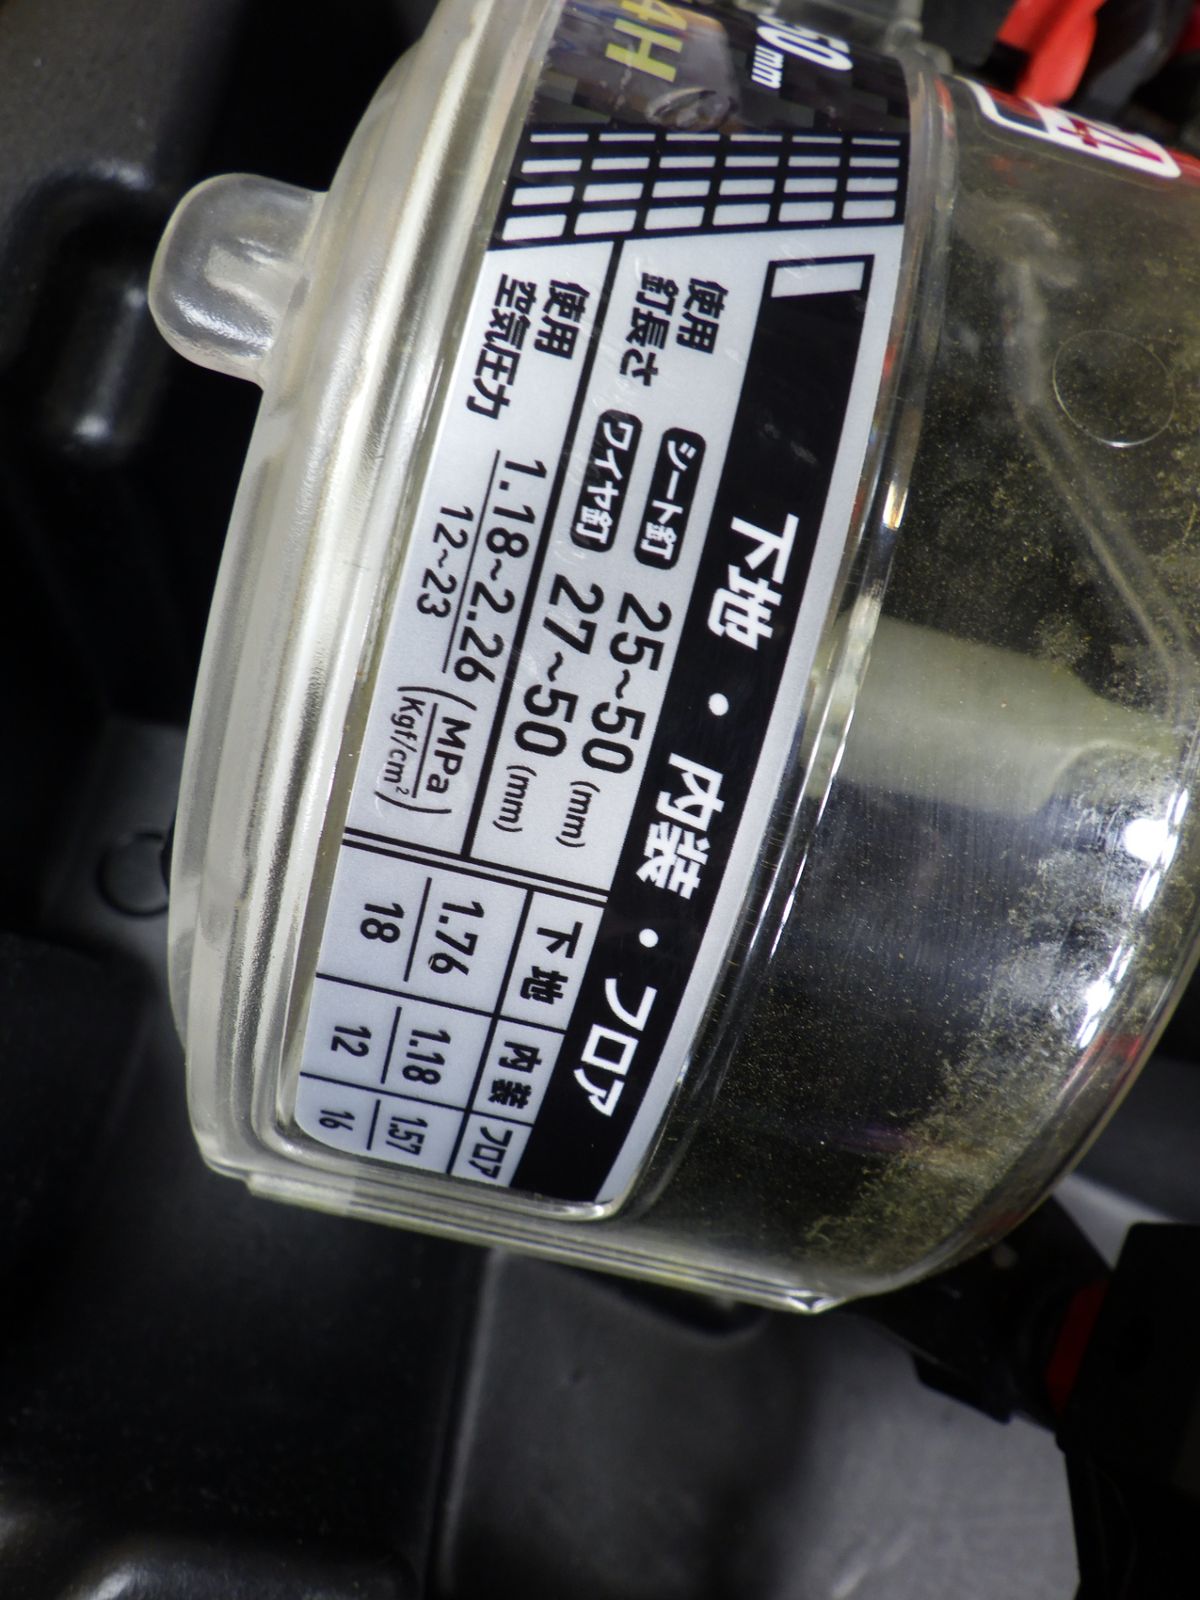 50mm
4H
下地・内装・フロア
使用
釘長さ
シート釘 25~50 (mm)
ワイヤ釘 27~50 (mm)
使用
空気圧力
1.18~2.26
12~23
(MPa
Kgf/cm²)
下地 内装 フロア
1.76 1.18 1.57
18 12 16